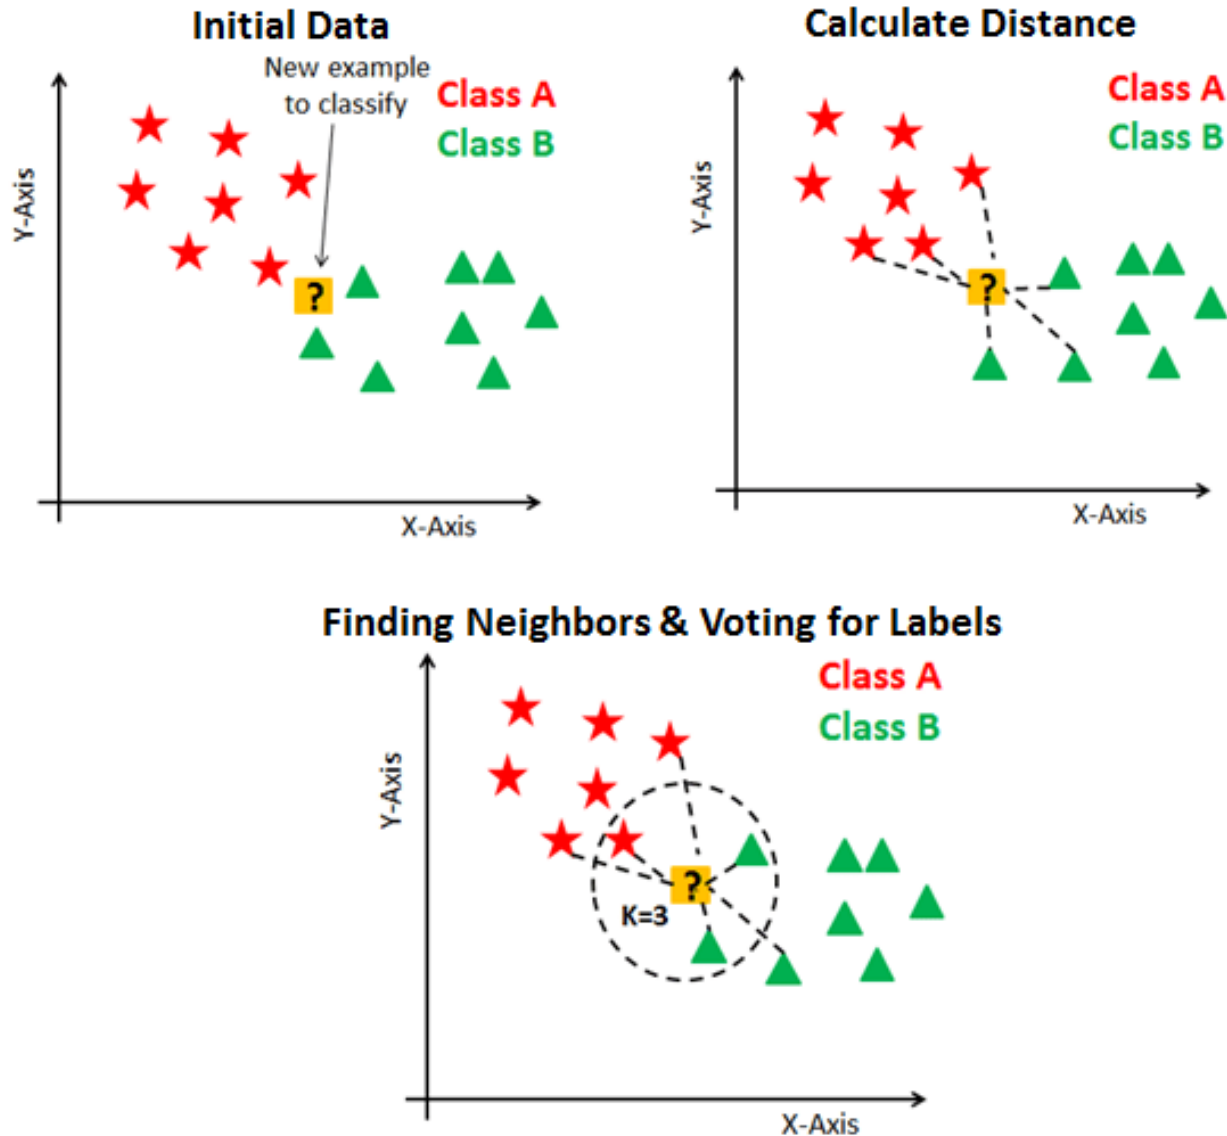 Initial Data
New example
to classify
Class A
Class B
Y-Axis
?
X-Axis
Calculate Distance
Class A
Class B
Y-Axis
?
X-Axis
Finding Neighbors & Voting for Labels
Class A
Class B
Y-Axis
?
K=3
X-Axis